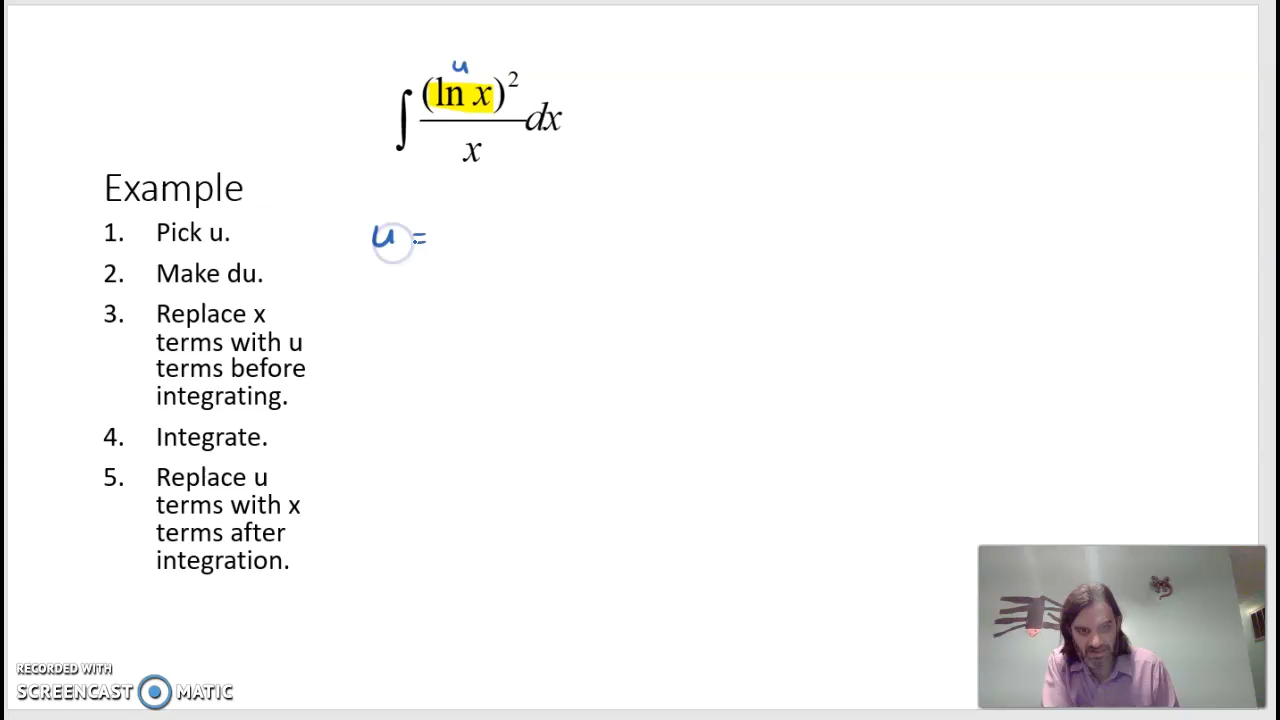 u
∫ (ln x)² / x dx
Example
1. Pick u.
u =
2. Make du.
3. Replace x
terms with u
terms before
integrating.
4. Integrate.
5. Replace u
terms with x
terms after
integration.
RECORDED WITH
SCREENCAST MATIC